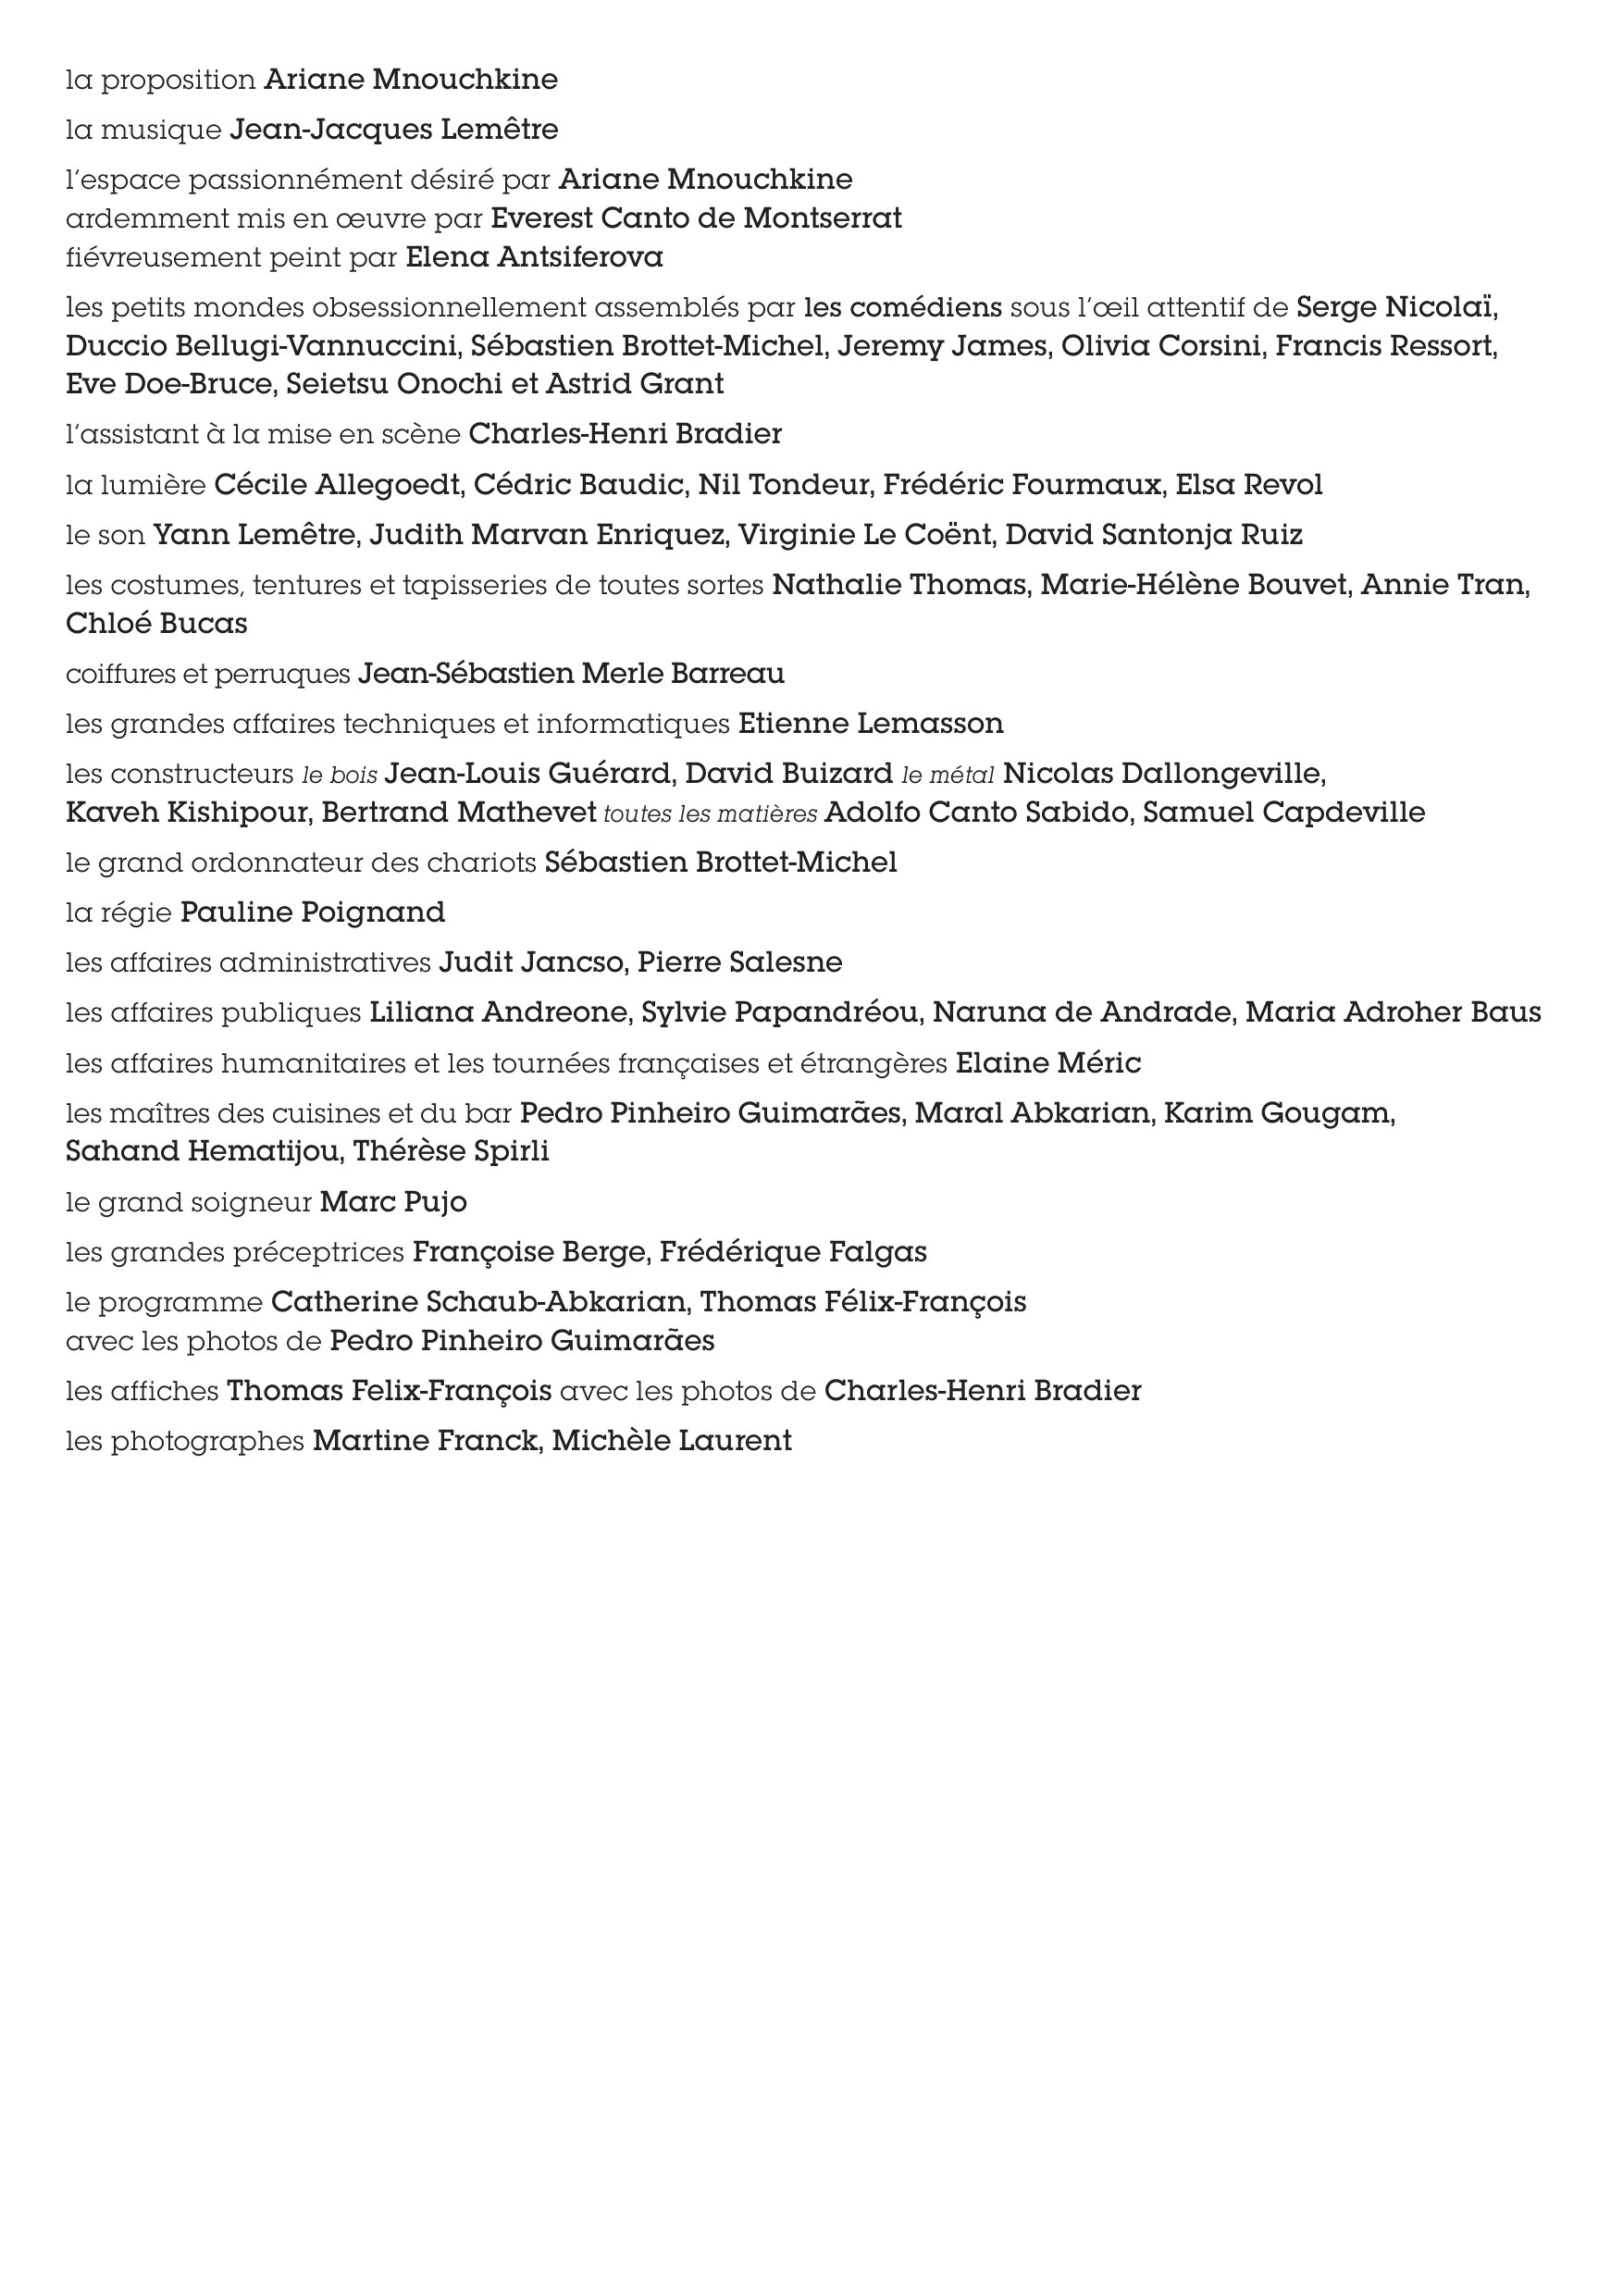 la proposition Ariane Mnouchkine
la musique Jean-Jacques Lemêtre
l’espace passionnément désiré par Ariane Mnouchkine
ardemment mis en œuvre par Everest Canto de Montserrat
fiévreusement peint par Elena Antsiferova
les petits mondes obsessionnellement assemblés par les comédiens sous l’œil attentif de Serge Nicolaï,
Duccio Bellugi-Vannuccini, Sébastien Brottet-Michel, Jeremy James, Olivia Corsini, Francis Ressort,
Eve Doe-Bruce, Seietsu Onochi et Astrid Grant
l’assistant à la mise en scène Charles-Henri Bradier
la lumière Cécile Allegoedt, Cédric Baudic, Nil Tondeur, Frédéric Fourmaux, Elsa Revol
le son Yann Lemêtre, Judith Marvan Enriquez, Virginie Le Coënt, David Santonja Ruiz
les costumes, tentures et tapisseries de toutes sortes Nathalie Thomas, Marie-Hélène Bouvet, Annie Tran,
Chloé Bucas
coiffures et perruques Jean-Sébastien Merle Barreau
les grandes affaires techniques et informatiques Etienne Lemasson
les constructeurs le bois Jean-Louis Guérard, David Buizard le métal Nicolas Dallongeville,
Kaveh Kishipour, Bertrand Mathevet toutes les matières Adolfo Canto Sabido, Samuel Capdeville
le grand ordonnateur des chariots Sébastien Brottet-Michel
la régie Pauline Poignand
les affaires administratives Judit Jancso, Pierre Salesne
les affaires publiques Liliana Andreone, Sylvie Papandréou, Naruna de Andrade, Maria Adroher Baus
les affaires humanitaires et les tournées françaises et étrangères Elaine Méric
les maîtres des cuisines et du bar Pedro Pinheiro Guimarães, Maral Abkarian, Karim Gougam,
Sahand Hematijou, Thérèse Spirli
le grand soigneur Marc Pujo
les grandes préceptrices Françoise Berge, Frédérique Falgas
le programme Catherine Schaub-Abkarian, Thomas Félix-François
avec les photos de Pedro Pinheiro Guimarães
les affiches Thomas Felix-François avec les photos de Charles-Henri Bradier
les photographes Martine Franck, Michèle Laurent